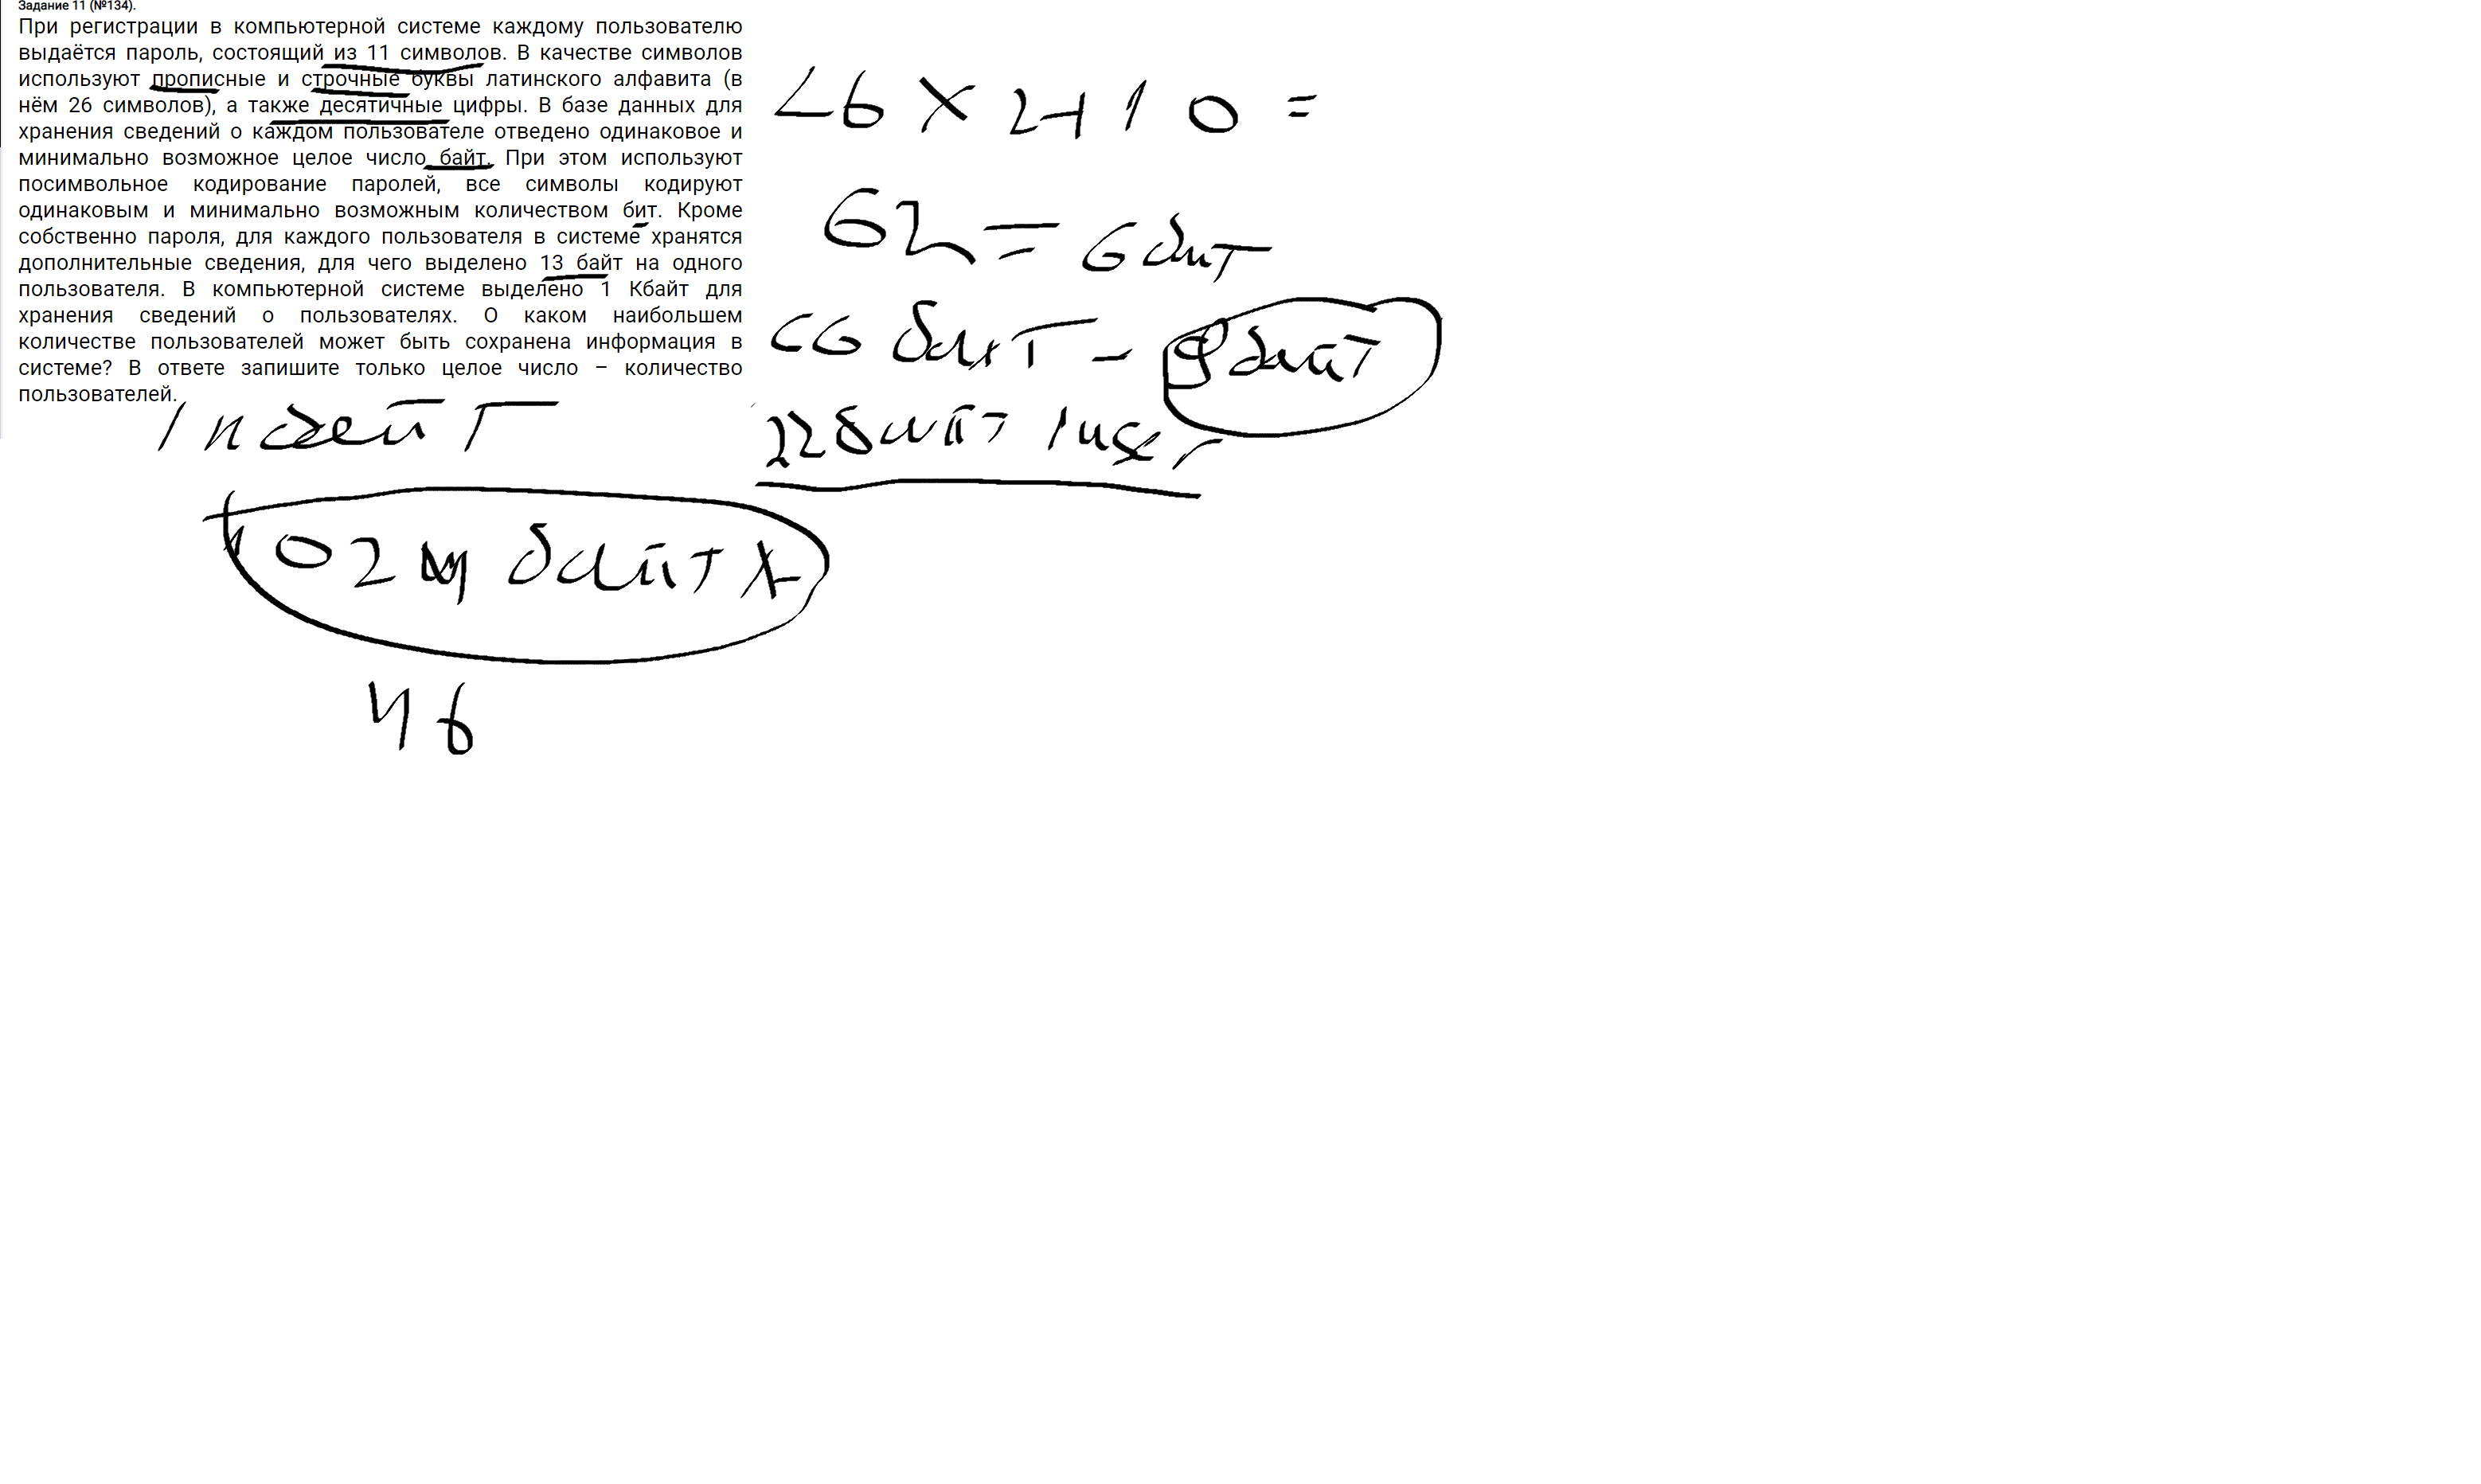 Задание 11 (№134).
При регистрации в компьютерной системе каждому пользователю
выдаётся пароль, состоящий из 11 символов. В качестве символов
используют прописные и строчные буквы латинского алфавита (в
нём 26 символов), а также десятичные цифры. В базе данных для
хранения сведений о каждом пользователе отведено одинаковое и
минимально возможное целое число байт. При этом используют
посимвольное кодирование паролей, все символы кодируют
одинаковым и минимально возможным количеством бит. Кроме
собственно пароля, для каждого пользователя в системе хранятся
дополнительные сведения, для чего выделено 13 байт на одного
пользователя. В компьютерной системе выделено 1 Кбайт для
хранения сведений о пользователях. О каком наибольшем
количестве пользователей может быть сохранена информация в
системе? В ответе запишите только целое число – количество
пользователей.
26 × 2 + 10 =
62 = 6 бит
66 бит - 9 байт
22 байт 1
1
1024 байт
46